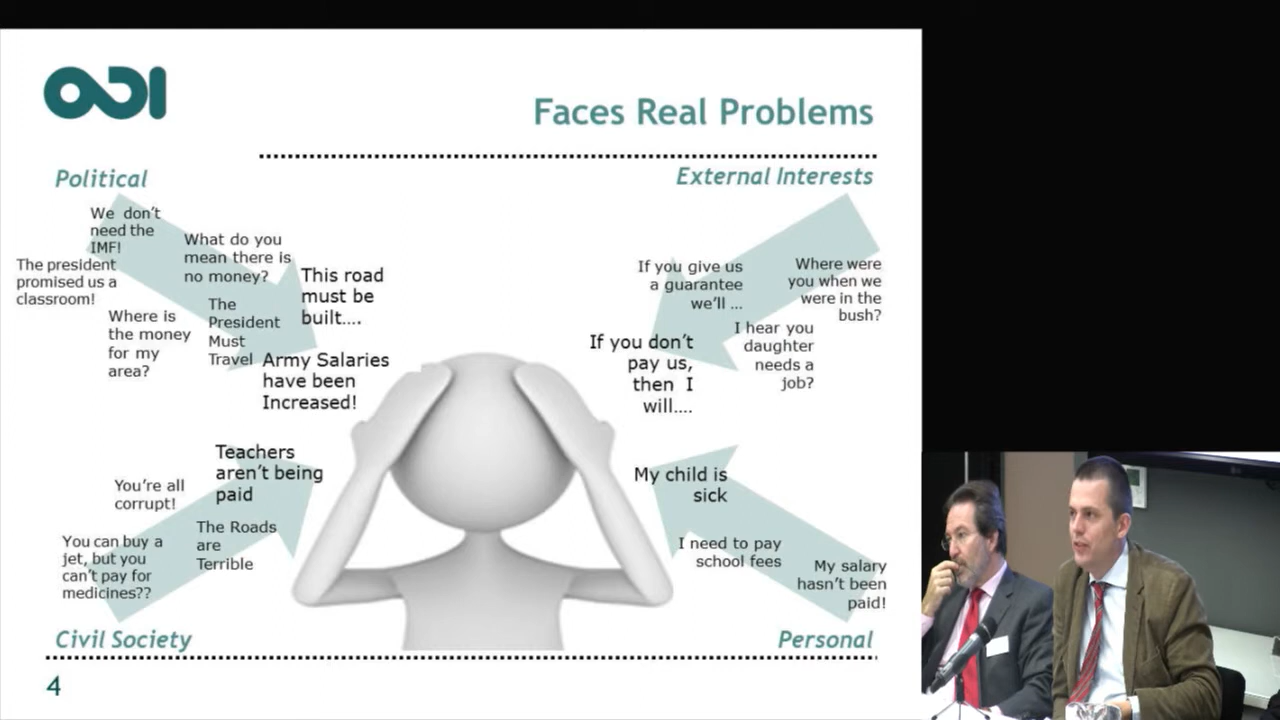 ODI
Faces Real Problems
Political
External Interests
We don't
need the
IMF!
The president
promised us a
classroom!
What do you
mean there is
no money?
This road
must be
built....
Where is
the money
for my
area?
The
President
Must
Travel
Army Salaries
have been
Increased!
If you give us
a guarantee
we'll ...
Where were
you when we
were in the
bush?
If you don't
pay us,
then I
will....
I hear you
daughter
needs a
job?
Teachers
aren't being
paid
You're all
corrupt!
The Roads
are
Terrible
You can buy a
jet, but you
can't pay for
medicines??
My child is
sick
I need to pay
school fees
My salary
hasn't been
paid!
Civil Society
Personal
4